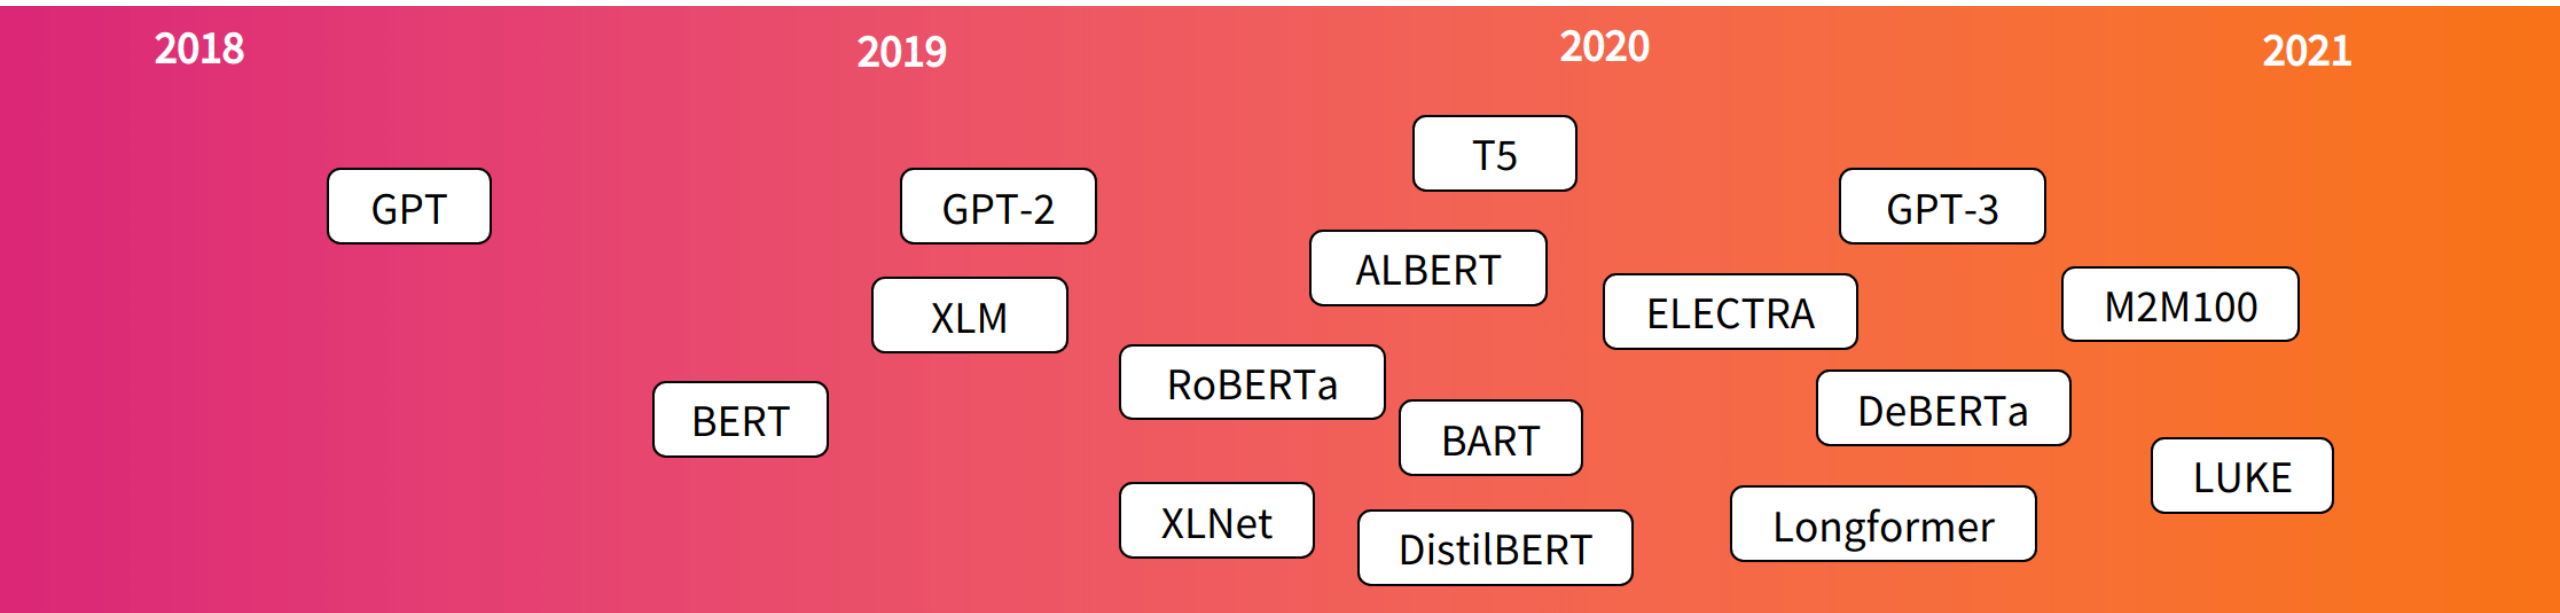 2018
2019
2020
2021
T5
GPT
GPT-2
GPT-3
ALBERT
XLM
ELECTRA
M2M100
RoBERTa
DeBERTa
BERT
BART
LUKE
XLNet
Longformer
DistilBERT